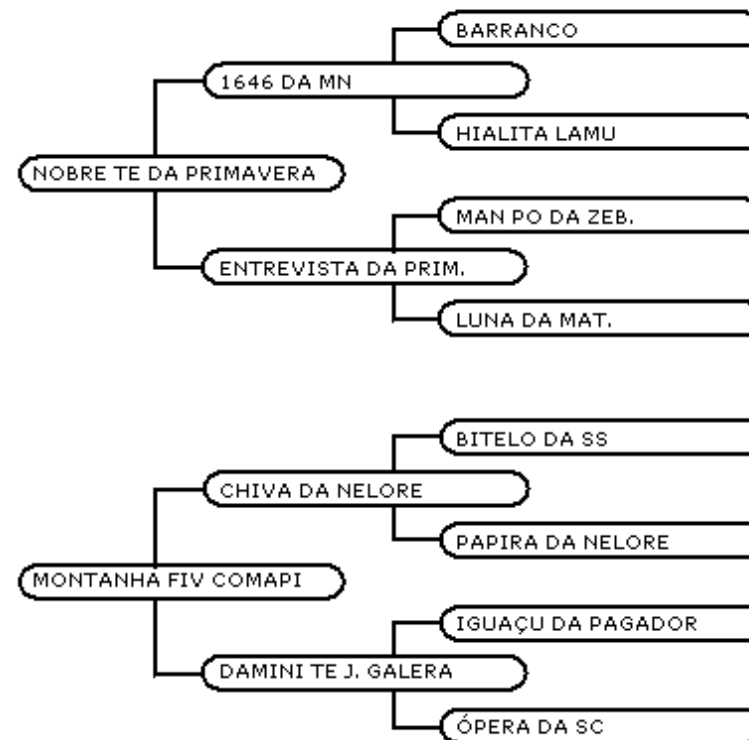 BARRANCO
1646 DA MN
HIALITA LAMU
NOBRE TE DA PRIMAVERA
MAN PO DA ZEB.
ENTREVISTA DA PRIM.
LUNA DA MAT.
BITELO DA SS
CHIVA DA NELORE
PAPIRA DA NELORE
MONTANHA FIV COMAPI
IGUAÇU DA PAGADOR
DAMINI TE J. GALERA
ÓPERA DA SC